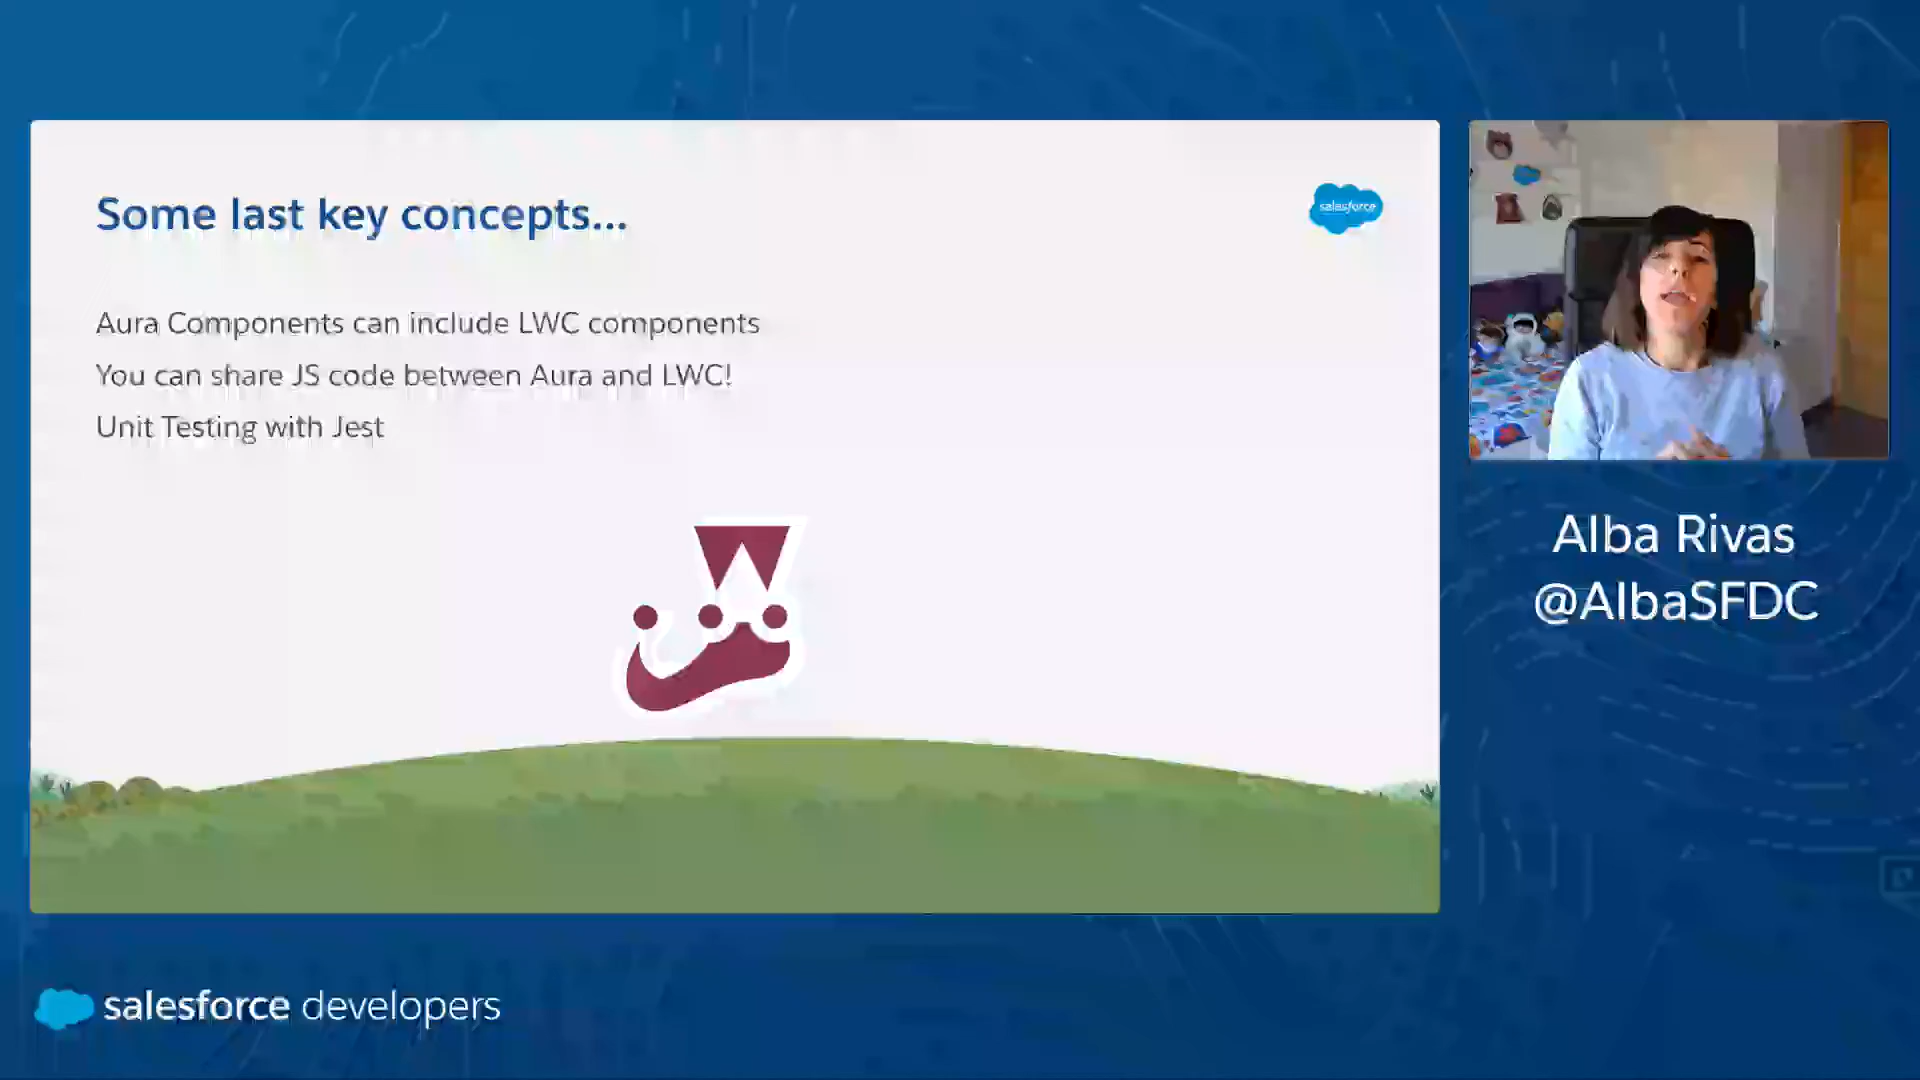 Some last key concepts...
salesforce
Aura Components can include LWC components
You can share JS code between Aura and LWC!
Unit Testing with Jest
Alba Rivas
@AlbaSFDC
salesforce developers